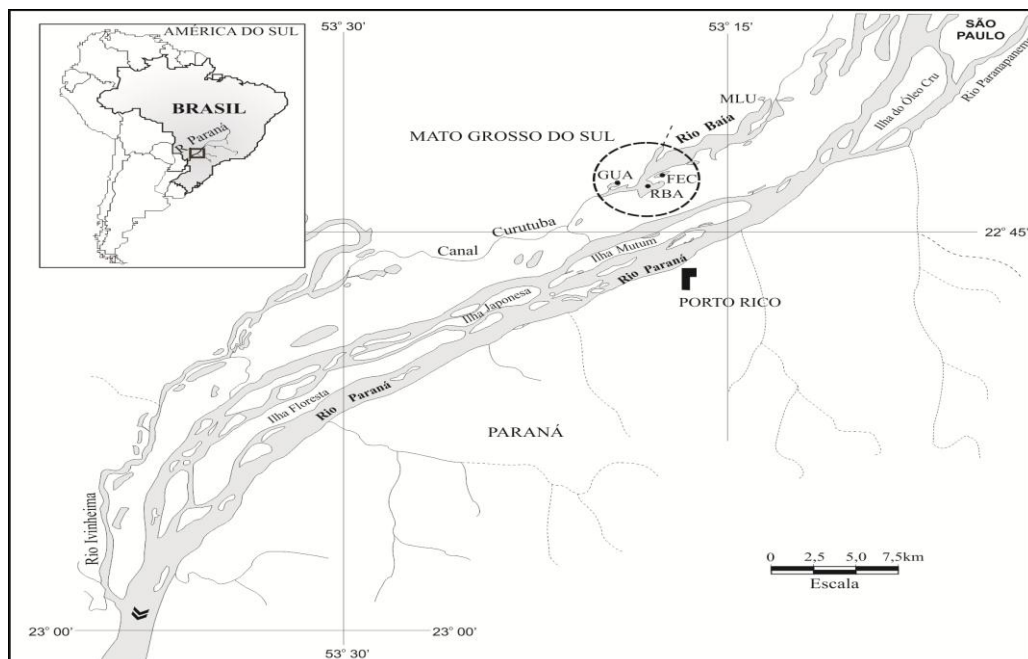 AMÉRICA DO SUL
BRASIL
R. Paraná
53° 30'
53° 15'
SÃO
PAULO
Rio Paranapanema
Ilha do Óleo Cru
MLU
Rio Baia
MATO GROSSO DO SUL
GUA
FEC
RBA
Curutuba
Canal
22° 45'
Ilha Mutum
Rio Paraná
PORTO RICO
Ilha Japonesa
Ilha Floresta
Rio Paraná
PARANÁ
Rio Ivinheima
0 2,5 5,0 7,5km
Escala
23° 00'
23° 00'
53° 30'